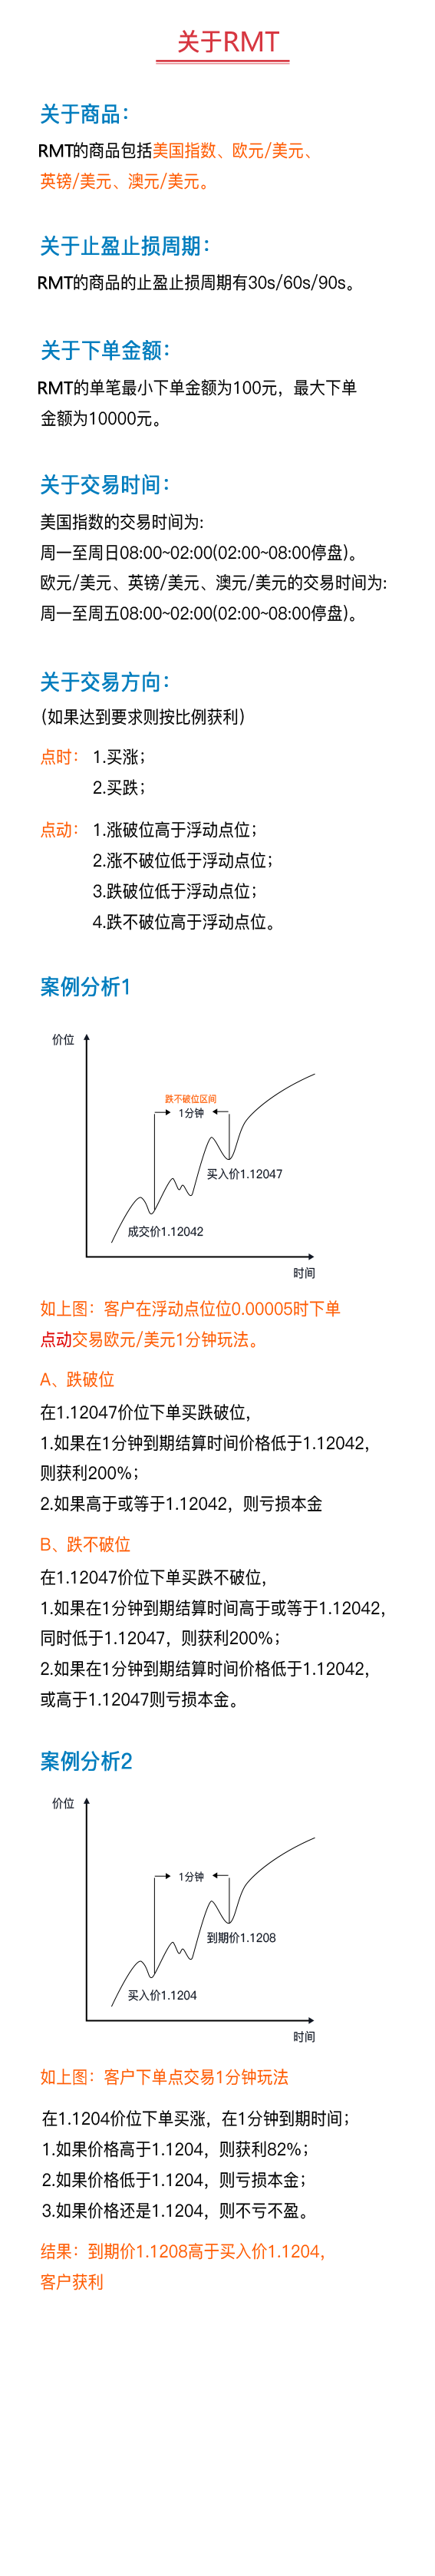 关于RMT
关于商品：
RMT的商品包括美国指数、欧元/美元、
英镑/美元、澳元/美元。
关于止盈止损周期：
RMT的商品的止盈止损周期有30s/60s/90s。
关于下单金额：
RMT的单笔最小下单金额为100元，最大下单
金额为10000元。
关于交易时间：
美国指数的交易时间为:
周一至周日08:00~02:00(02:00~08:00停盘)。
欧元/美元、英镑/美元、澳元/美元的交易时间为:
周一至周五08:00~02:00(02:00~08:00停盘)。
关于交易方向：
(如果达到要求则按比例获利)
点时： 1.买涨；
2.买跌；
点动： 1.涨破位高于浮动点位；
2.涨不破位低于浮动点位；
3.跌破位低于浮动点位；
4.跌不破位高于浮动点位。
案例分析1
价位
跌不破位区间
1分钟
买入价1.12047
成交价1.12042
时间
如上图：客户在浮动点位位0.00005时下单
点动交易欧元/美元1分钟玩法。
A、跌破位
在1.12047价位下单买跌破位，
1.如果在1分钟到期结算时间价格低于1.12042，
则获利200%；
2.如果高于或等于1.12042，则亏损本金
B、跌不破位
在1.12047价位下单买跌不破位，
1.如果在1分钟到期结算时间高于或等于1.12042，
同时低于1.12047，则获利200%；
2.如果在1分钟到期结算时间价格低于1.12042，
或高于1.12047则亏损本金。
案例分析2
价位
1分钟
到期价1.1208
买入价1.1204
时间
如上图：客户下单点交易1分钟玩法
在1.1204价位下单买涨，在1分钟到期时间；
1.如果价格高于1.1204，则获利82%；
2.如果价格低于1.1204，则亏损本金；
3.如果价格还是1.1204，则不亏不盈。
结果：到期价1.1208高于买入价1.1204，
客户获利